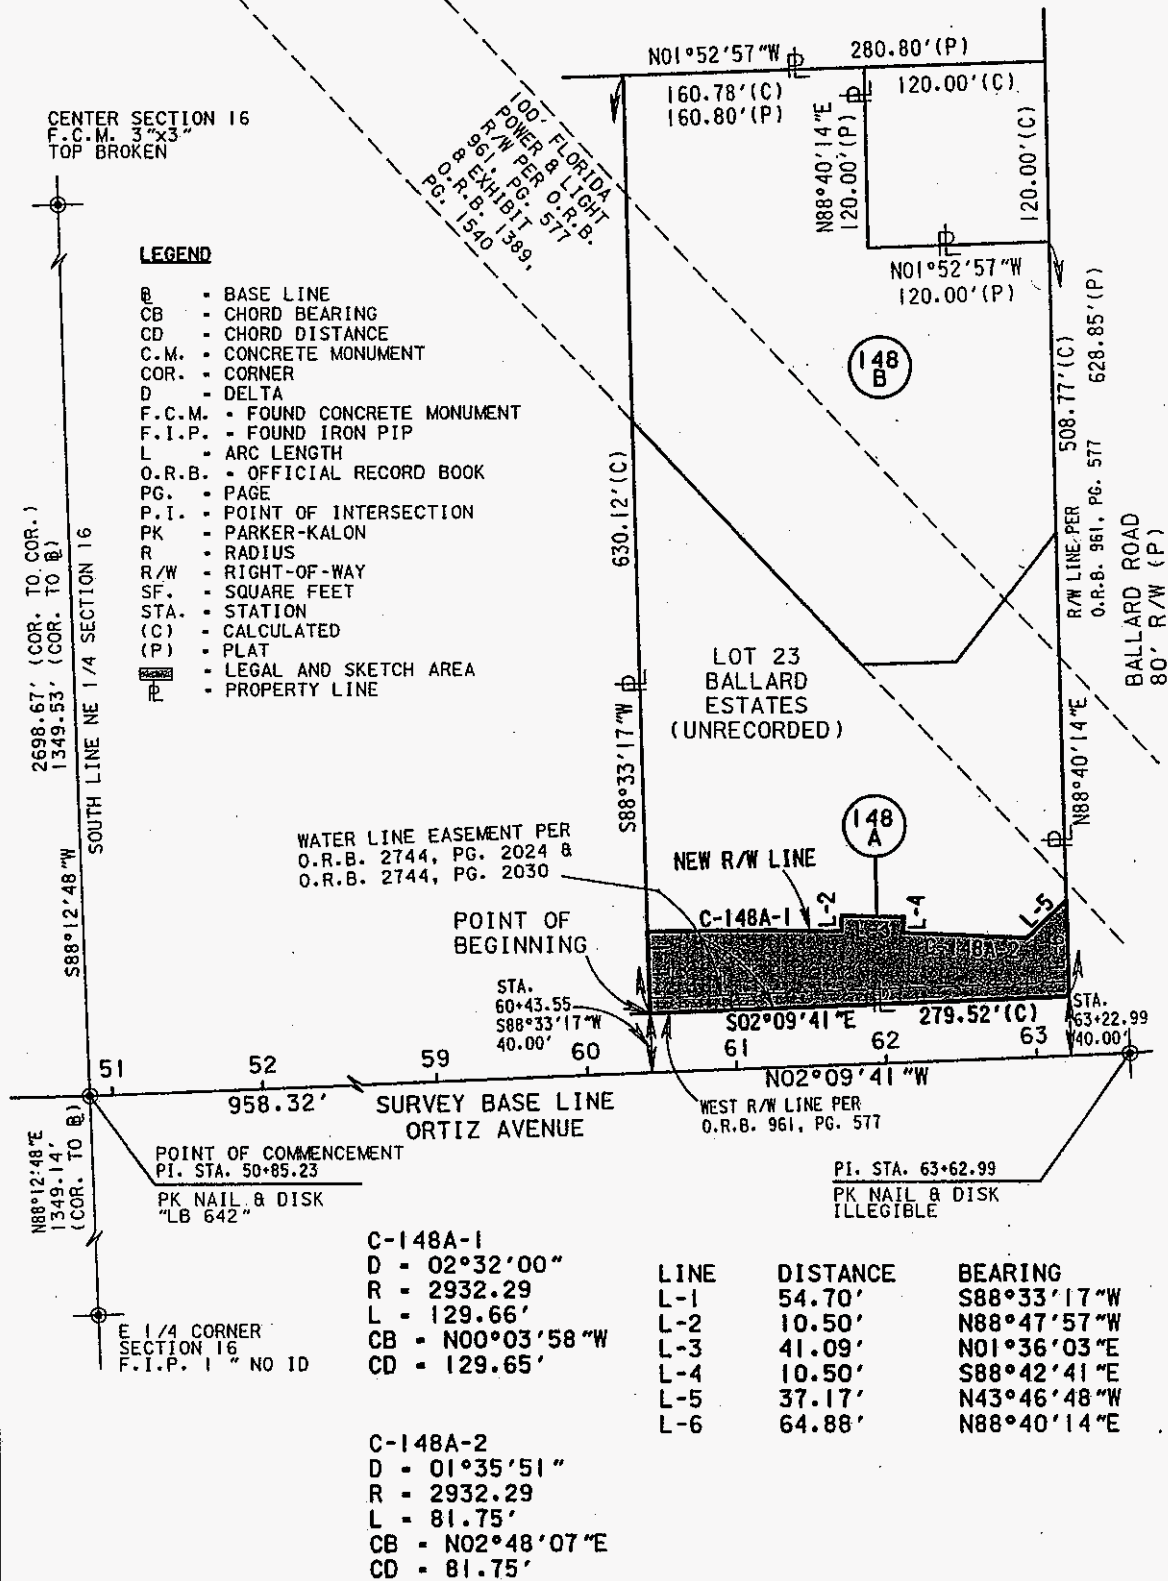 N01°52'57"W
280.80'(P)
160.78'(C)
160.80'(P)
120.00'(C)
N88°40'14"E
120.00'(P)
120.00'(C)
N01°52'57"W
120.00'(P)
100' FLORIDA
POWER & LIGHT
R/W PER O.R.B.
961, PG. 577
& EXHIBIT
O.R.B. 1389,
PG. 1540
CENTER SECTION 16
F.C.M. 3"x3"
TOP BROKEN
LEGEND
B - BASE LINE
CB - CHORD BEARING
CD - CHORD DISTANCE
C.M. - CONCRETE MONUMENT
COR. - CORNER
D - DELTA
F.C.M. - FOUND CONCRETE MONUMENT
F.I.P. - FOUND IRON PIP
L - ARC LENGTH
O.R.B. - OFFICIAL RECORD BOOK
PG. - PAGE
P.I. - POINT OF INTERSECTION
PK - PARKER-KALON
R - RADIUS
R/W - RIGHT-OF-WAY
SF. - SQUARE FEET
STA. - STATION
(C) - CALCULATED
(P) - PLAT
- LEGAL AND SKETCH AREA
PL - PROPERTY LINE
148
B
508.77'(C)
628.85'(P)
R/W LINE PER
O.R.B. 961, PG. 577
BALLARD ROAD
80' R/W (P)
N88°40'14"E
630.12'(C)
S88°33'17"W
LOT 23
BALLARD
ESTATES
(UNRECORDED)
2698.67' (COR. TO COR.)
1349.53' (COR. TO B)
SOUTH LINE NE 1/4 SECTION 16
S88°12'48"W
WATER LINE EASEMENT PER
O.R.B. 2744, PG. 2024 &
O.R.B. 2744, PG. 2030
148
A
NEW R/W LINE
POINT OF
BEGINNING
C-148A-1
L-2
L-3
L-4
C-148A-2
L-5
STA.
60+43.55
S88°33'17"W
40.00'
S02°09'41"E
279.52'(C)
STA.
63+22.99
40.00'
51
52
59
60
61
62
63
958.32'
SURVEY BASE LINE
ORTIZ AVENUE
N02°09'41"W
WEST R/W LINE PER
O.R.B. 961, PG. 577
N88°12'48"E
1349.14'
(COR. TO B)
POINT OF COMMENCEMENT
PI. STA. 50+85.23
PK NAIL & DISK
"LB 642"
PI. STA. 63+62.99
PK NAIL & DISK
ILLEGIBLE
E 1/4 CORNER
SECTION 16
F.I.P. 1" NO ID
C-148A-1
D - 02°32'00"
R - 2932.29
L - 129.66'
CB - N00°03'58"W
CD - 129.65'
C-148A-2
D - 01°35'51"
R - 2932.29
L - 81.75'
CB - N02°48'07"E
CD - 81.75'
LINE DISTANCE BEARING
L-1 54.70' S88°33'17"W
L-2 10.50' N88°47'57"W
L-3 41.09' N01°36'03"E
L-4 10.50' S88°42'41"E
L-5 37.17' N43°46'48"W
L-6 64.88' N88°40'14"E